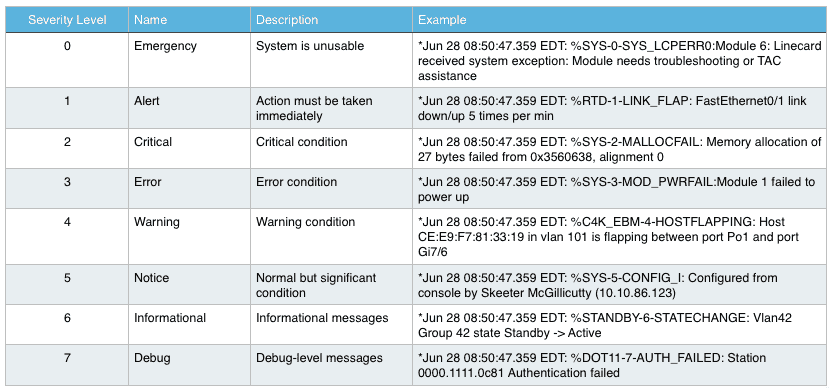 Severity Level Name Description Example
0 Emergency System is unusable *Jun 28 08:50:47.359 EDT: %SYS-0-SYS_LCPERR0:Module 6: Linecard
received system exception: Module needs troubleshooting or TAC
assistance
1 Alert Action must be taken *Jun 28 08:50:47.359 EDT: %RTD-1-LINK_FLAP: FastEthernet0/1 link
immediately down/up 5 times per min
2 Critical Critical condition *Jun 28 08:50:47.359 EDT: %SYS-2-MALLOCFAIL: Memory allocation of
27 bytes failed from 0x3560638, alignment 0
3 Error Error condition *Jun 28 08:50:47.359 EDT: %SYS-3-MOD_PWRFAIL:Module 1 failed to
power up
4 Warning Warning condition *Jun 28 08:50:47.359 EDT: %C4K_EBM-4-HOSTFLAPPING: Host
CE:E9:F7:81:33:19 in vlan 101 is flapping between port Po1 and port
Gi7/6
5 Notice Normal but significant *Jun 28 08:50:47.359 EDT: %SYS-5-CONFIG_I: Configured from
condition console by Skeeter McGillicutty (10.10.86.123)
6 Informational Informational messages *Jun 28 08:50:47.359 EDT: %STANDBY-6-STATECHANGE: Vlan42
Group 42 state Standby -> Active
7 Debug Debug-level messages *Jun 28 08:50:47.359 EDT: %DOT11-7-AUTH_FAILED: Station
0000.1111.0c81 Authentication failed